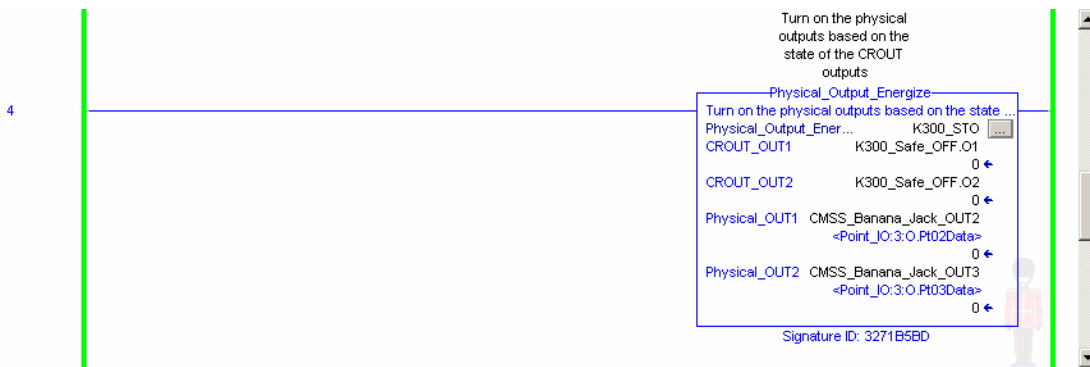 Turn on the physical
outputs based on the
state of the CROUT
outputs
4
Physical_Output_Energize
Turn on the physical outputs based on the state ...
Physical_Output_Ener... K300_STO ...
CROUT_OUT1 K300_Safe_OFF.O1
0
CROUT_OUT2 K300_Safe_OFF.O2
0
Physical_OUT1 CMSS_Banana_Jack_OUT2
<Point_IO:3:O.Pt02Data>
0
Physical_OUT2 CMSS_Banana_Jack_OUT3
<Point_IO:3:O.Pt03Data>
0
Signature ID: 3271B5BD